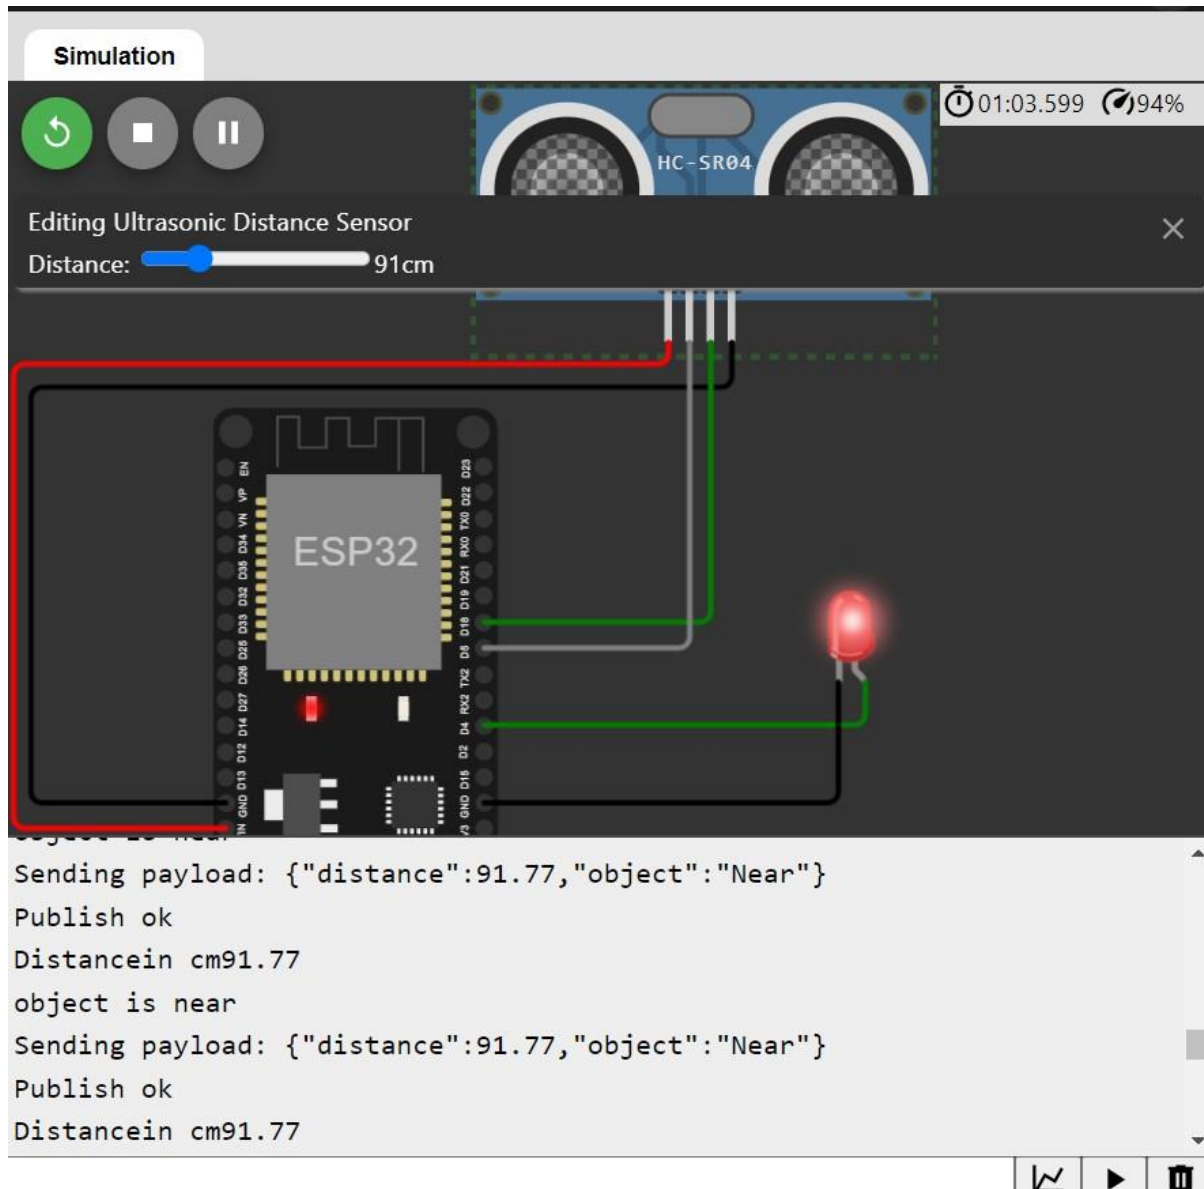 Simulation
01:03.599 94%
HC-SR04
Editing Ultrasonic Distance Sensor
Distance: 91cm
ESP32
EN
VP
VN
D34
D35
D32
D33
D25
D26
D27
D14
D12
D13
GND
D23
D22
TX0
RX0
D21
D19
D18
D5
TX2
RX2
D4
D2
D15
GND
object is near
Sending payload: {"distance":91.77,"object":"Near"}
Publish ok
Distancein cm91.77
object is near
Sending payload: {"distance":91.77,"object":"Near"}
Publish ok
Distancein cm91.77